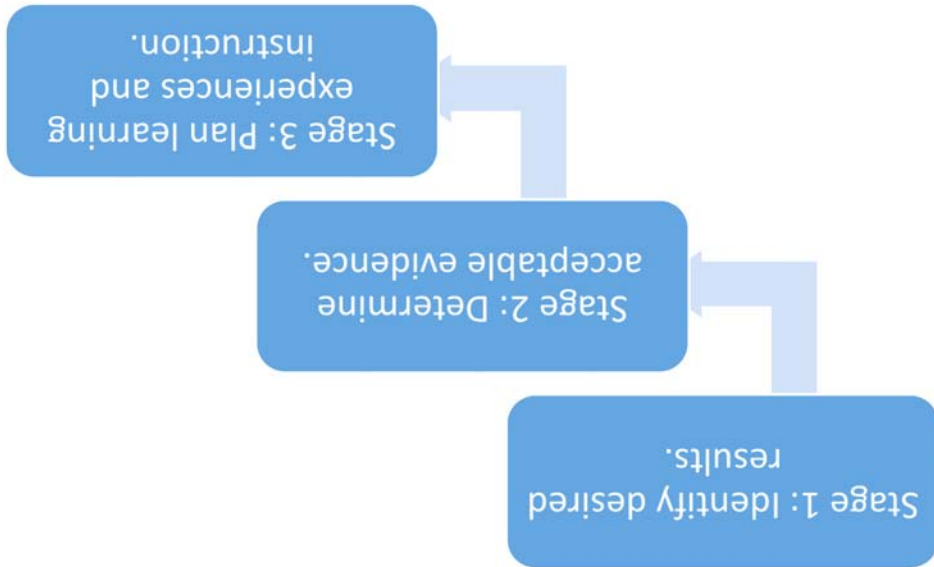 Stage 1: Identify desired
results.
Stage 2: Determine
acceptable evidence.
Stage 3: Plan learning
experiences and
instruction.